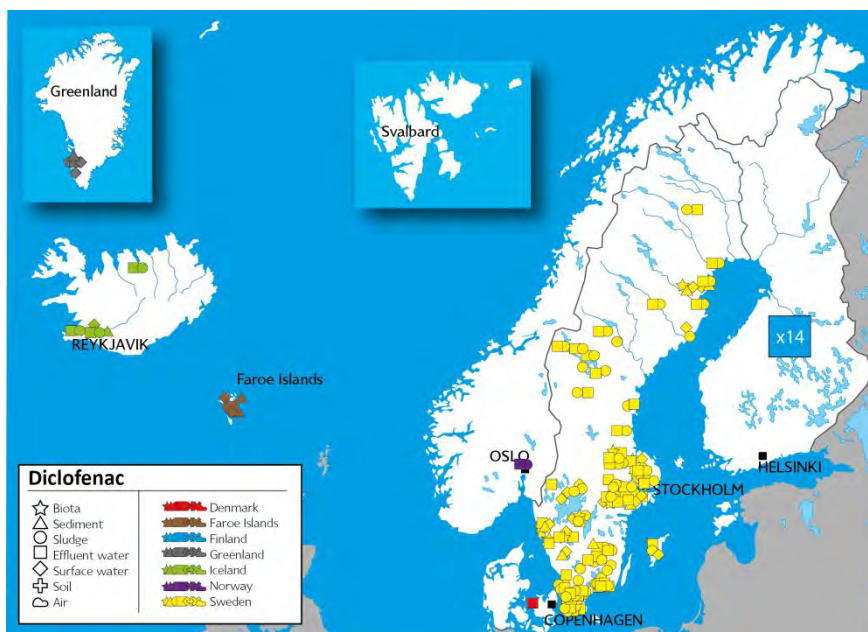 Greenland
Svalbard
x14
REYKJAVIK
Faroe Islands
OSLO
HELSINKI
STOCKHOLM
COPENHAGEN
Diclofenac
Biota
Sediment
Sludge
Effluent water
Surface water
Soil
Air
Denmark
Faroe Islands
Finland
Greenland
Iceland
Norway
Sweden